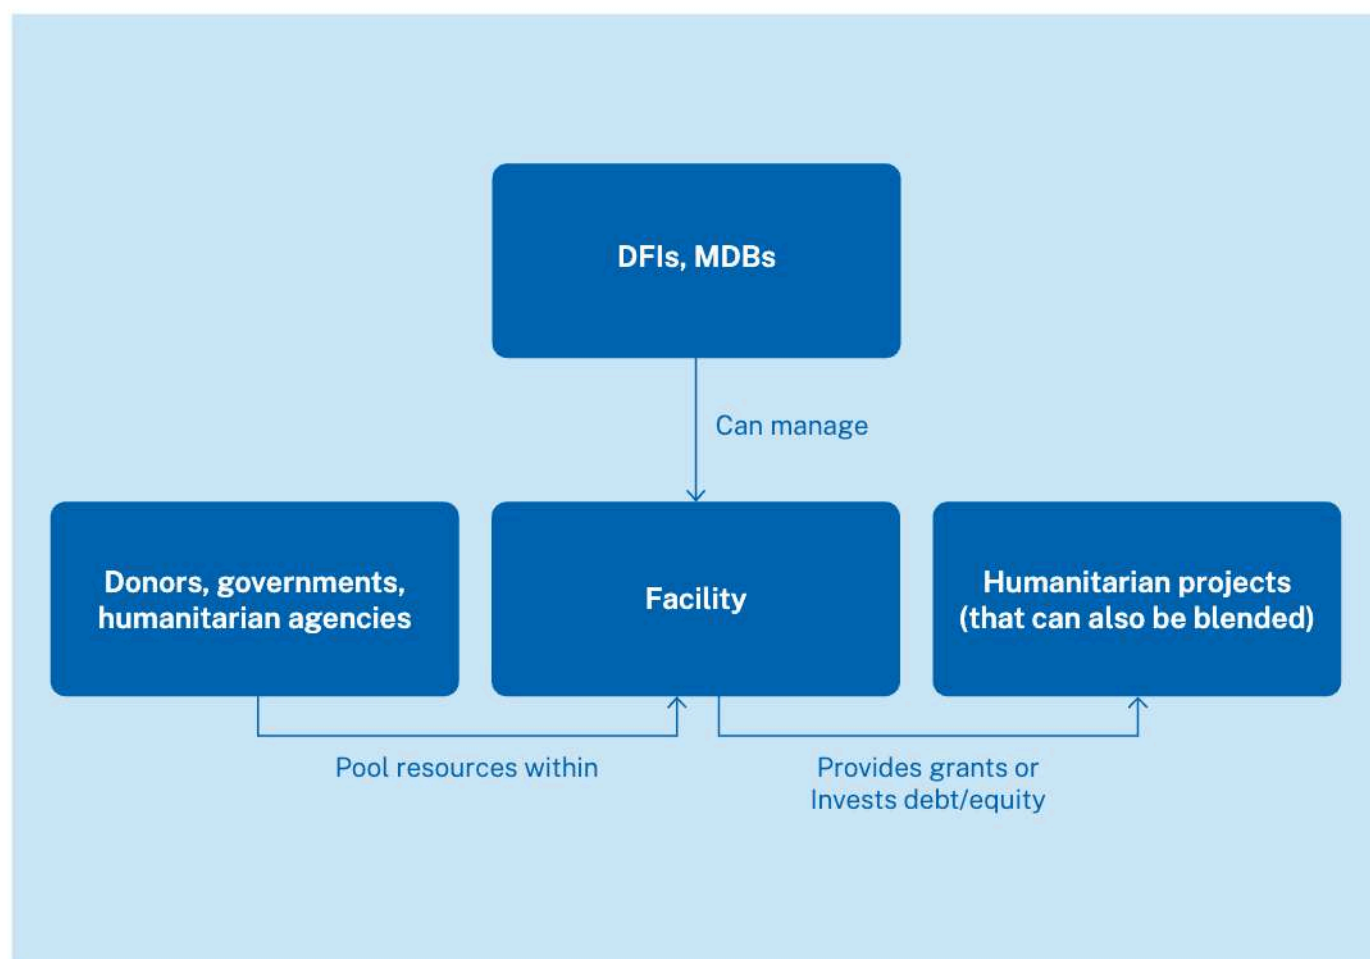 DFIs, MDBs
Can manage
Donors, governments,
humanitarian agencies
Facility
Humanitarian projects
(that can also be blended)
Pool resources within
Provides grants or
Invests debt/equity